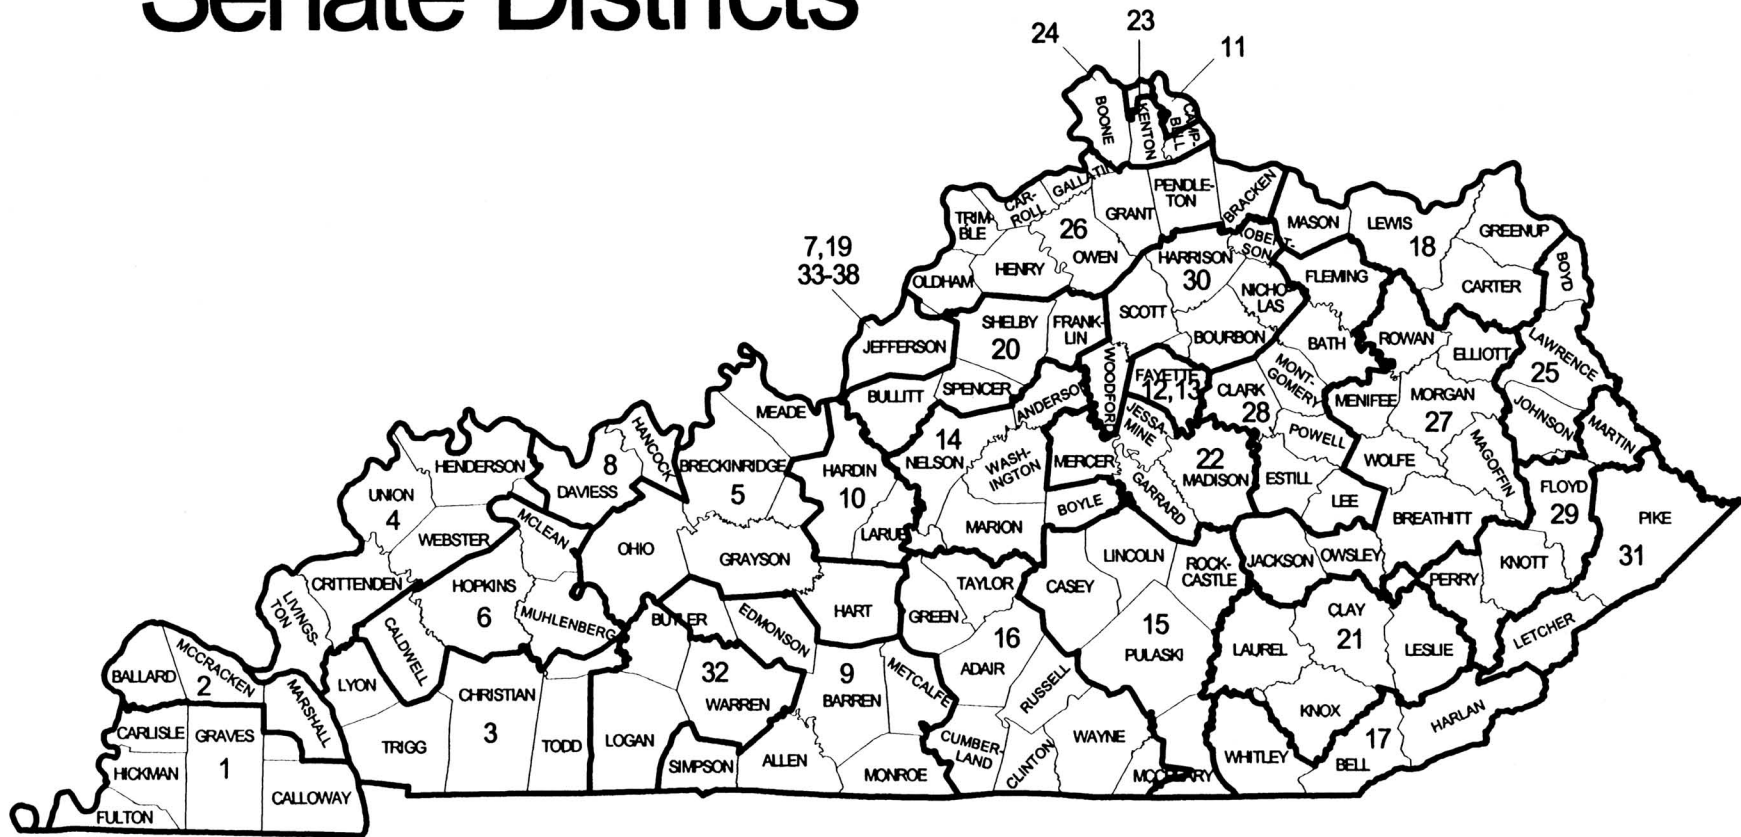 Senate Districts
24
23
11
BOONE
KENTON
CAMP-
BELL
GALLATIN
CAR-
ROLL
TRIM-
BLE
26
GRANT
PENDLE-
TON
BRACKEN
MASON
LEWIS
18
GREENUP
7,19
33-38
OLDHAM
HENRY
OWEN
HARRISON
30
ROBERT-
SON
FLEMING
CARTER
BOYD
NICHO-
LAS
JEFFERSON
SHELBY
20
FRANK-
LIN
SCOTT
BOURBON
BATH
ROWAN
ELLIOTT
LAWRENCE
25
BULLITT
SPENCER
ANDERSON
WOODFORD
FAYETTE
12,13
CLARK
28
MONT-
GOMERY
MENIFEE
MORGAN
27
JOHNSON
MARTIN
MEADE
HANCOCK
HENDERSON
8
DAVIESS
BRECKINRIDGE
5
HARDIN
10
14
NELSON
WASH-
INGTON
MERCER
JESSA-
MINE
22
MADISON
POWELL
ESTILL
WOLFE
MAGOFFIN
FLOYD
29
PIKE
31
UNION
4
WEBSTER
MCLEAN
OHIO
GRAYSON
LARUE
MARION
BOYLE
GARRARD
LEE
BREATHITT
KNOTT
LIVINGS-
TON
CRITTENDEN
HOPKINS
6
MUHLENBERG
BUTLER
EDMONSON
HART
GREEN
TAYLOR
CASEY
LINCOLN
ROCK-
CASTLE
JACKSON
OWSLEY
PERRY
LETCHER
CALDWELL
16
ADAIR
15
PULASKI
LAUREL
CLAY
21
LESLIE
BALLARD
MCCRACKEN
2
MARSHALL
LYON
CHRISTIAN
3
32
WARREN
9
BARREN
METCALFE
RUSSELL
KNOX
HARLAN
CARLISLE
GRAVES
1
TRIGG
TODD
LOGAN
SIMPSON
ALLEN
MONROE
CUMBER-
LAND
CLINTON
WAYNE
MCCREARY
WHITLEY
17
BELL
HICKMAN
CALLOWAY
FULTON